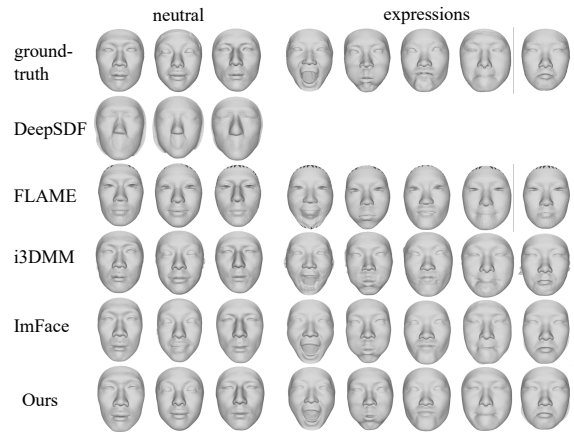 neutral
expressions
ground-
truth
DeepSDF
FLAME
i3DMM
ImFace
Ours